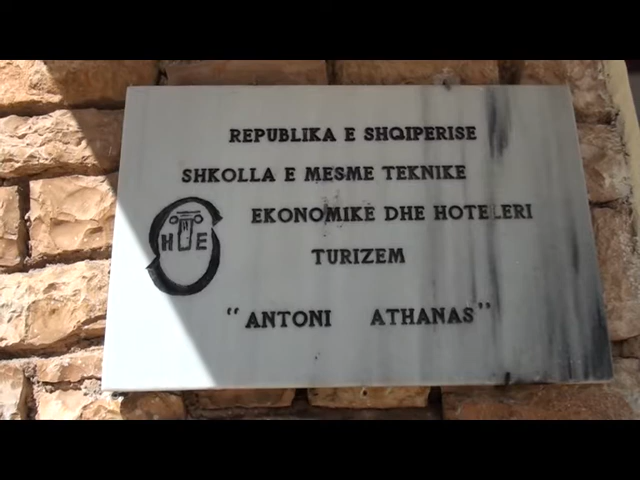 REPUBLIKA E SHQIPERISE
SHKOLLA E MESME TEKNIKE
EKONOMIKE DHE HOTELERI
TURIZEM
"ANTONI ATHANAS"
H T E